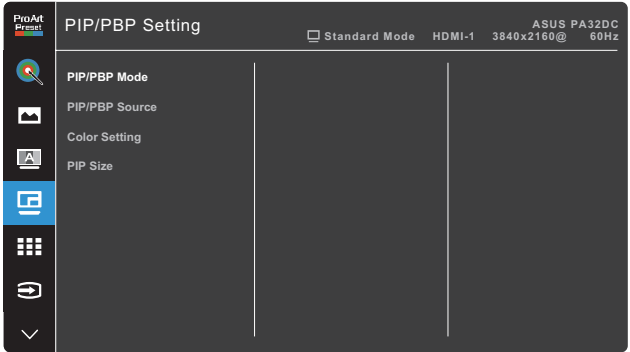 ProArt
Preset
PIP/PBP Setting
Standard Mode HDMI-1 3840x2160@ 60Hz
ASUS PA32DC
PIP/PBP Mode
PIP/PBP Source
Color Setting
PIP Size
A